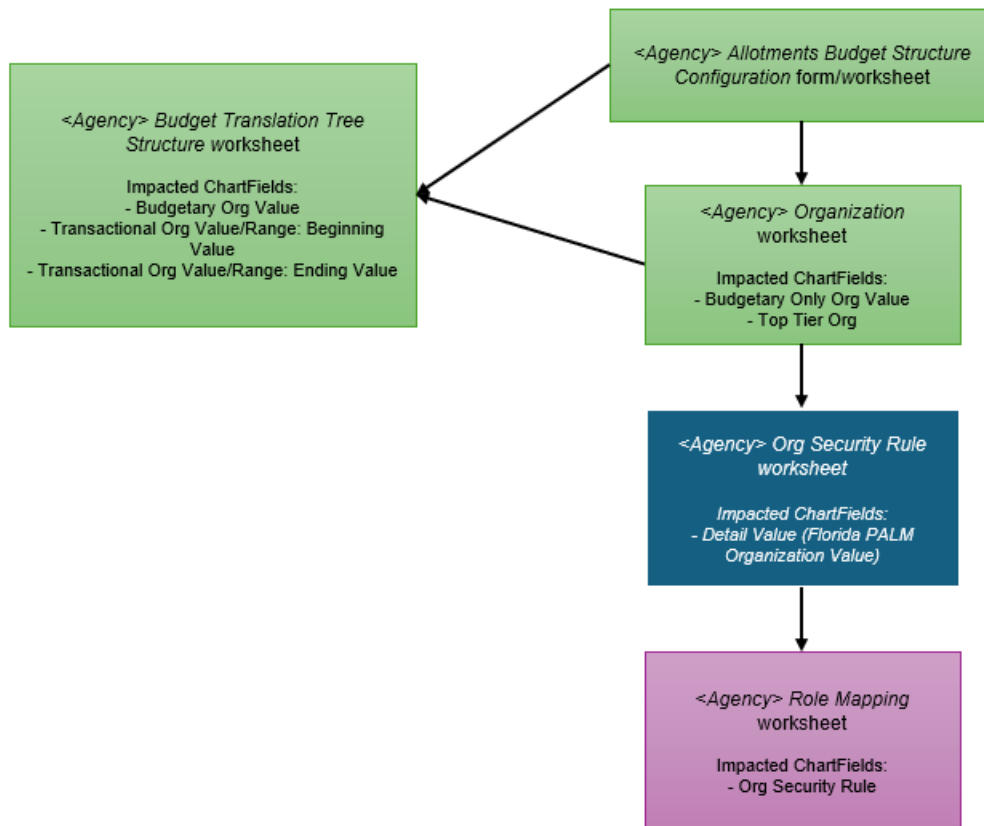 <Agency> Allotments Budget Structure
Configuration form/worksheet
<Agency> Budget Translation Tree
Structure worksheet
Impacted ChartFields:
- Budgetary Org Value
- Transactional Org Value/Range: Beginning
Value
- Transactional Org Value/Range: Ending Value
<Agency> Organization
worksheet
Impacted ChartFields:
- Budgetary Only Org Value
- Top Tier Org
<Agency> Org Security Rule
worksheet
Impacted ChartFields:
- Detail Value (Florida PALM
Organization Value)
<Agency> Role Mapping
worksheet
Impacted ChartFields:
- Org Security Rule